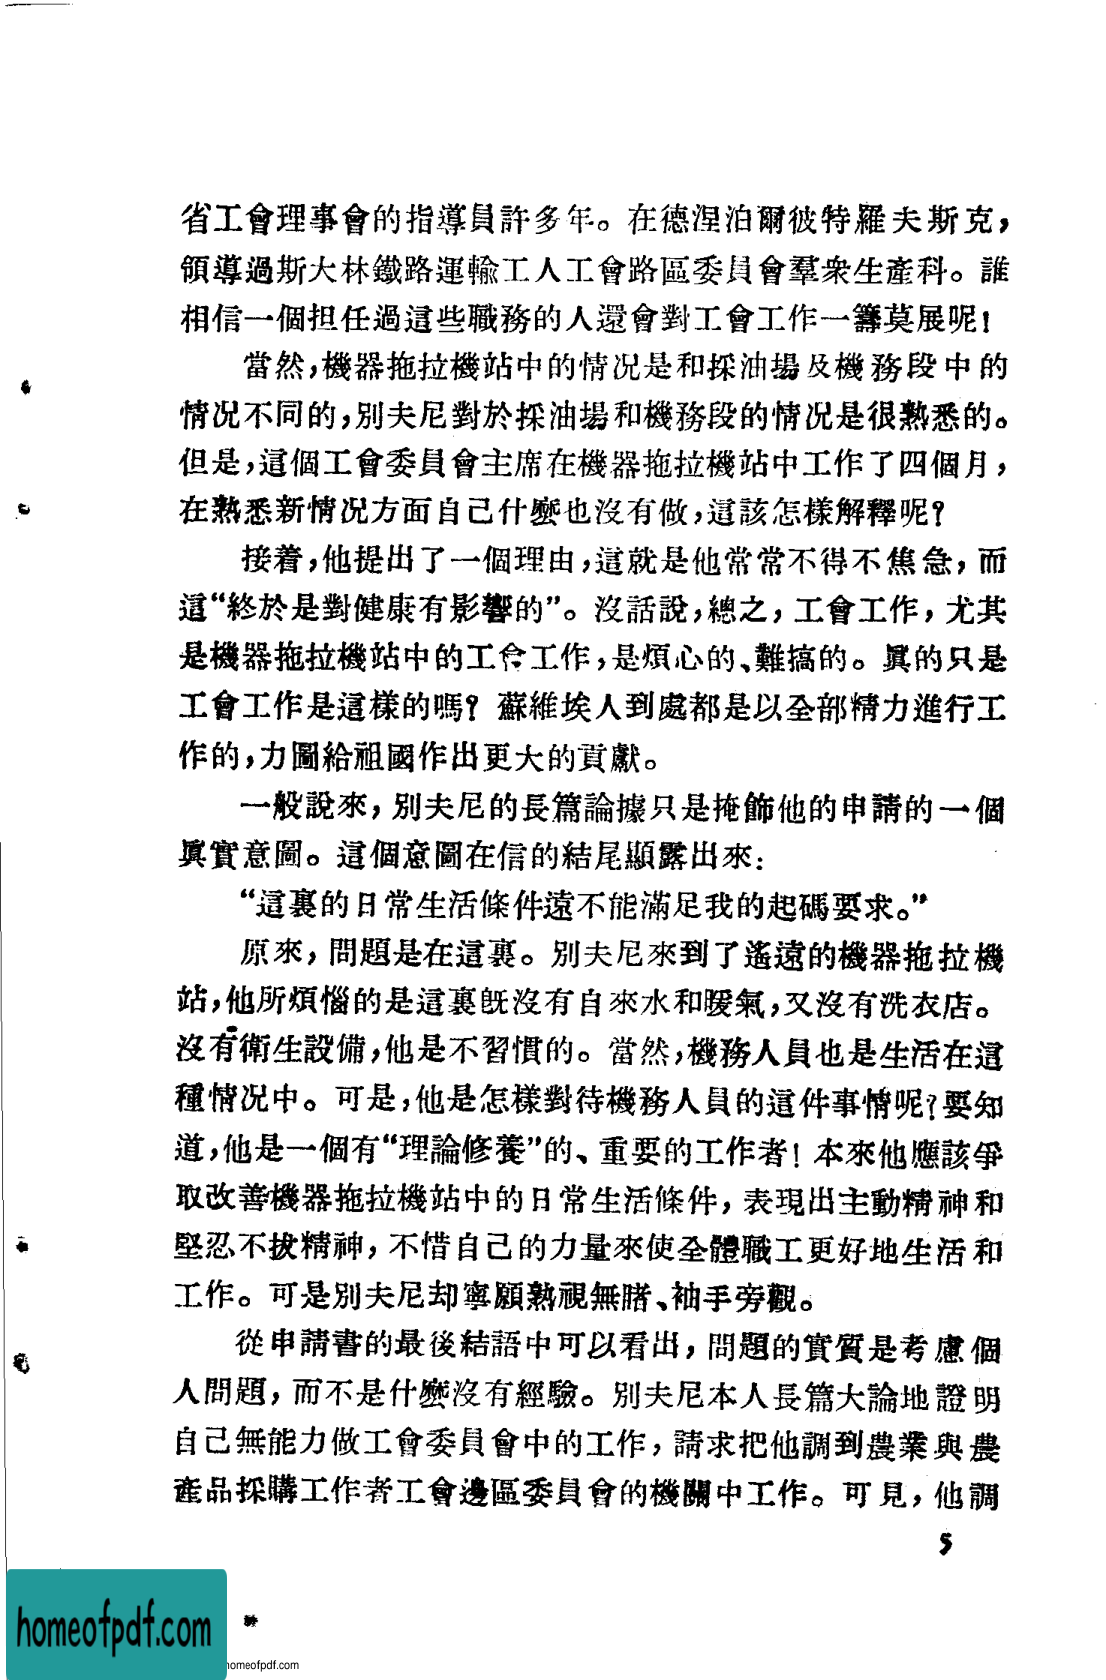 省工會理事會的指導員許多年。在德涅泊爾彼特羅夫斯克，
領導過斯大林鐵路運輸工人工會路區委員會羣衆生產科。誰
相信一個担任過這些職務的人還會對工會工作一籌莫展呢！
當然，機器拖拉機站中的情况是和採油場及機務段中的
情况不同的，別夫尼對於採油場和機務段的情况是很熟悉的。
但是，這個工會委員會主席在機器拖拉機站中工作了四個月，
在熟悉新情况方面自己什麽也沒有做，這該怎樣解釋呢？
接着，他提出了一個理由，這就是他常常不得不焦急，而
這“終於是對健康有影響的”。沒話說，總之，工會工作，尤其
是機器拖拉機站中的工会工作，是煩心的、難搞的。眞的只是
工會工作是這樣的嗎？蘇維埃人到處都是以全部精力進行工
作的，力圖給祖國作出更大的貢獻。
一般說來，別夫尼的長篇論據只是掩飾他的申請的一個
眞實意圖。這個意圖在信的結尾顯露出來：
“這裏的日常生活條件遠不能滿足我的起碼要求。”
原來，問題是在這裏。別夫尼來到了遙遠的機器拖拉機
站，他所煩惱的是這裏旣沒有自來水和暖氣，又沒有洗衣店。
沒有衛生設備，他是不習慣的。當然，機務人員也是生活在這
種情况中。可是，他是怎樣對待機務人員的這件事情呢？要知
道，他是一個有“理論修養”的、重要的工作者！本來他應該爭
取改善機器拖拉機站中的日常生活條件，表現出主動精神和
堅忍不拔精神，不惜自己的力量來使全體職工更好地生活和
工作。可是別夫尼却寧願熟視無睹、袖手旁觀。
從申請書的最後結語中可以看出，問題的實質是考慮個
人問題，而不是什麽沒有經驗。別夫尼本人長篇大論地證明
自己無能力做工會委員會中的工作，請求把他調到農業與農
產品採購工作者工會邊區委員會的機關中工作。可見，他調
5
homeofpdf.com
homeofpdf.com